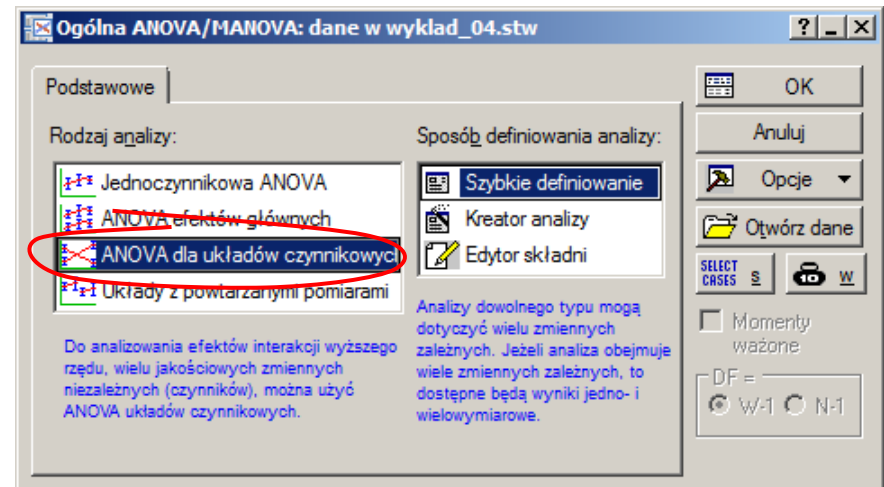 Ogólna ANOVA/MANOVA: dane w wyklad_04.stw
Podstawowe
Rodzaj analizy:
Jednoczynnikowa ANOVA
ANOVA efektów głównych
ANOVA dla układów czynnikowyc
Układy z powtarzanymi pomiarami
Do analizowania efektów interakcji wyższego
rzędu, wielu jakościowych zmiennych
niezależnych (czynników), można użyć
ANOVA układów czynnikowych.
Sposób definiowania analizy:
Szybkie definiowanie
Kreator analizy
Edytor składni
Analizy dowolnego typu mogą
dotyczyć wielu zmiennych
zależnych. Jeżeli analiza obejmuje
wiele zmiennych zależnych, to
dostępne będą wyniki jedno- i
wielowymiarowe.
OK
Anuluj
Opcje
Otwórz dane
SELECT
CASES S
W
Momenty
ważone
DF =
W-1 N-1